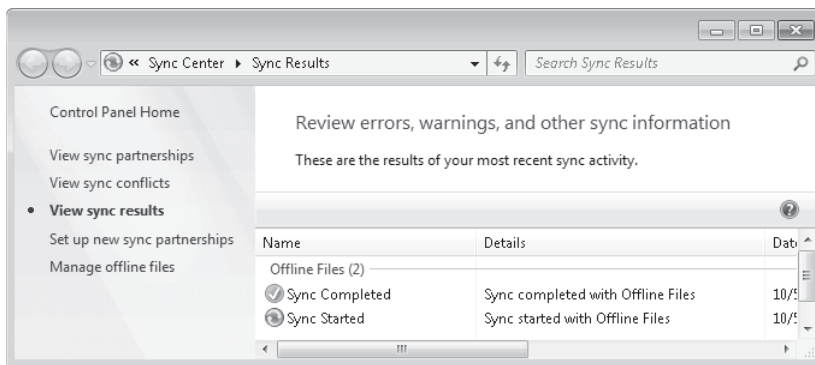 « Sync Center ▸ Sync Results
Search Sync Results
Control Panel Home
View sync partnerships
View sync conflicts
• View sync results
Set up new sync partnerships
Manage offline files
Review errors, warnings, and other sync information
These are the results of your most recent sync activity.
Name Details
Offline Files (2)
Sync Completed Sync completed with Offline Files
Sync Started Sync started with Offline Files